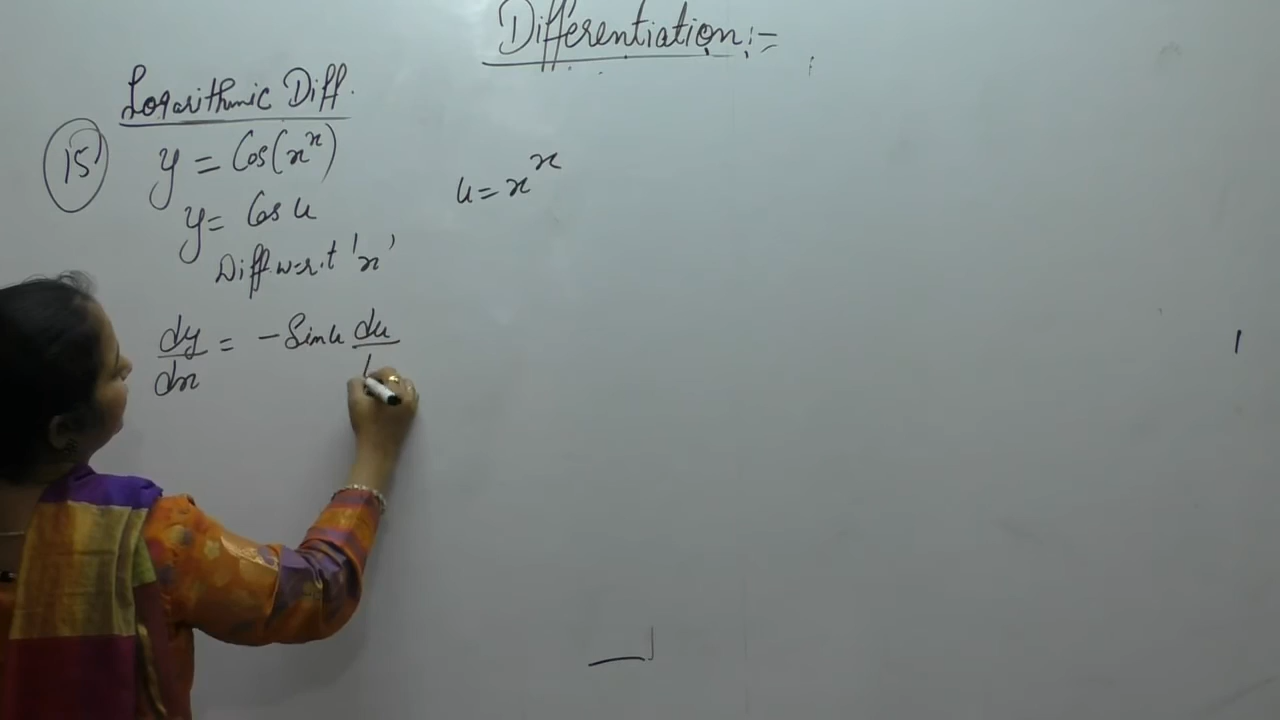 Differentiation:-
Logarithmic Diff.
15) y = Cos(x^x)
u = x^x
y = Cos u
Diff w.r.t 'x'
dy/dx = - Sin u du/